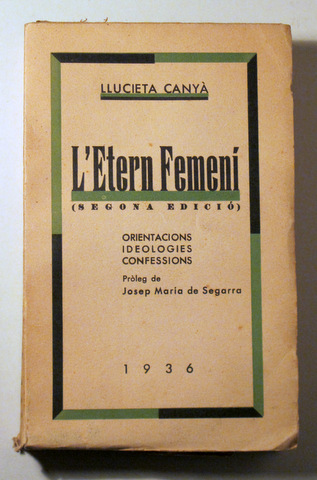 LLUCIETA CANYÀ
L'Etern Femení
(SEGONA EDICIÓ)
ORIENTACIONS
IDEOLOGIES
CONFESSIONS
Pròleg de
Josep Maria de Segarra
1936